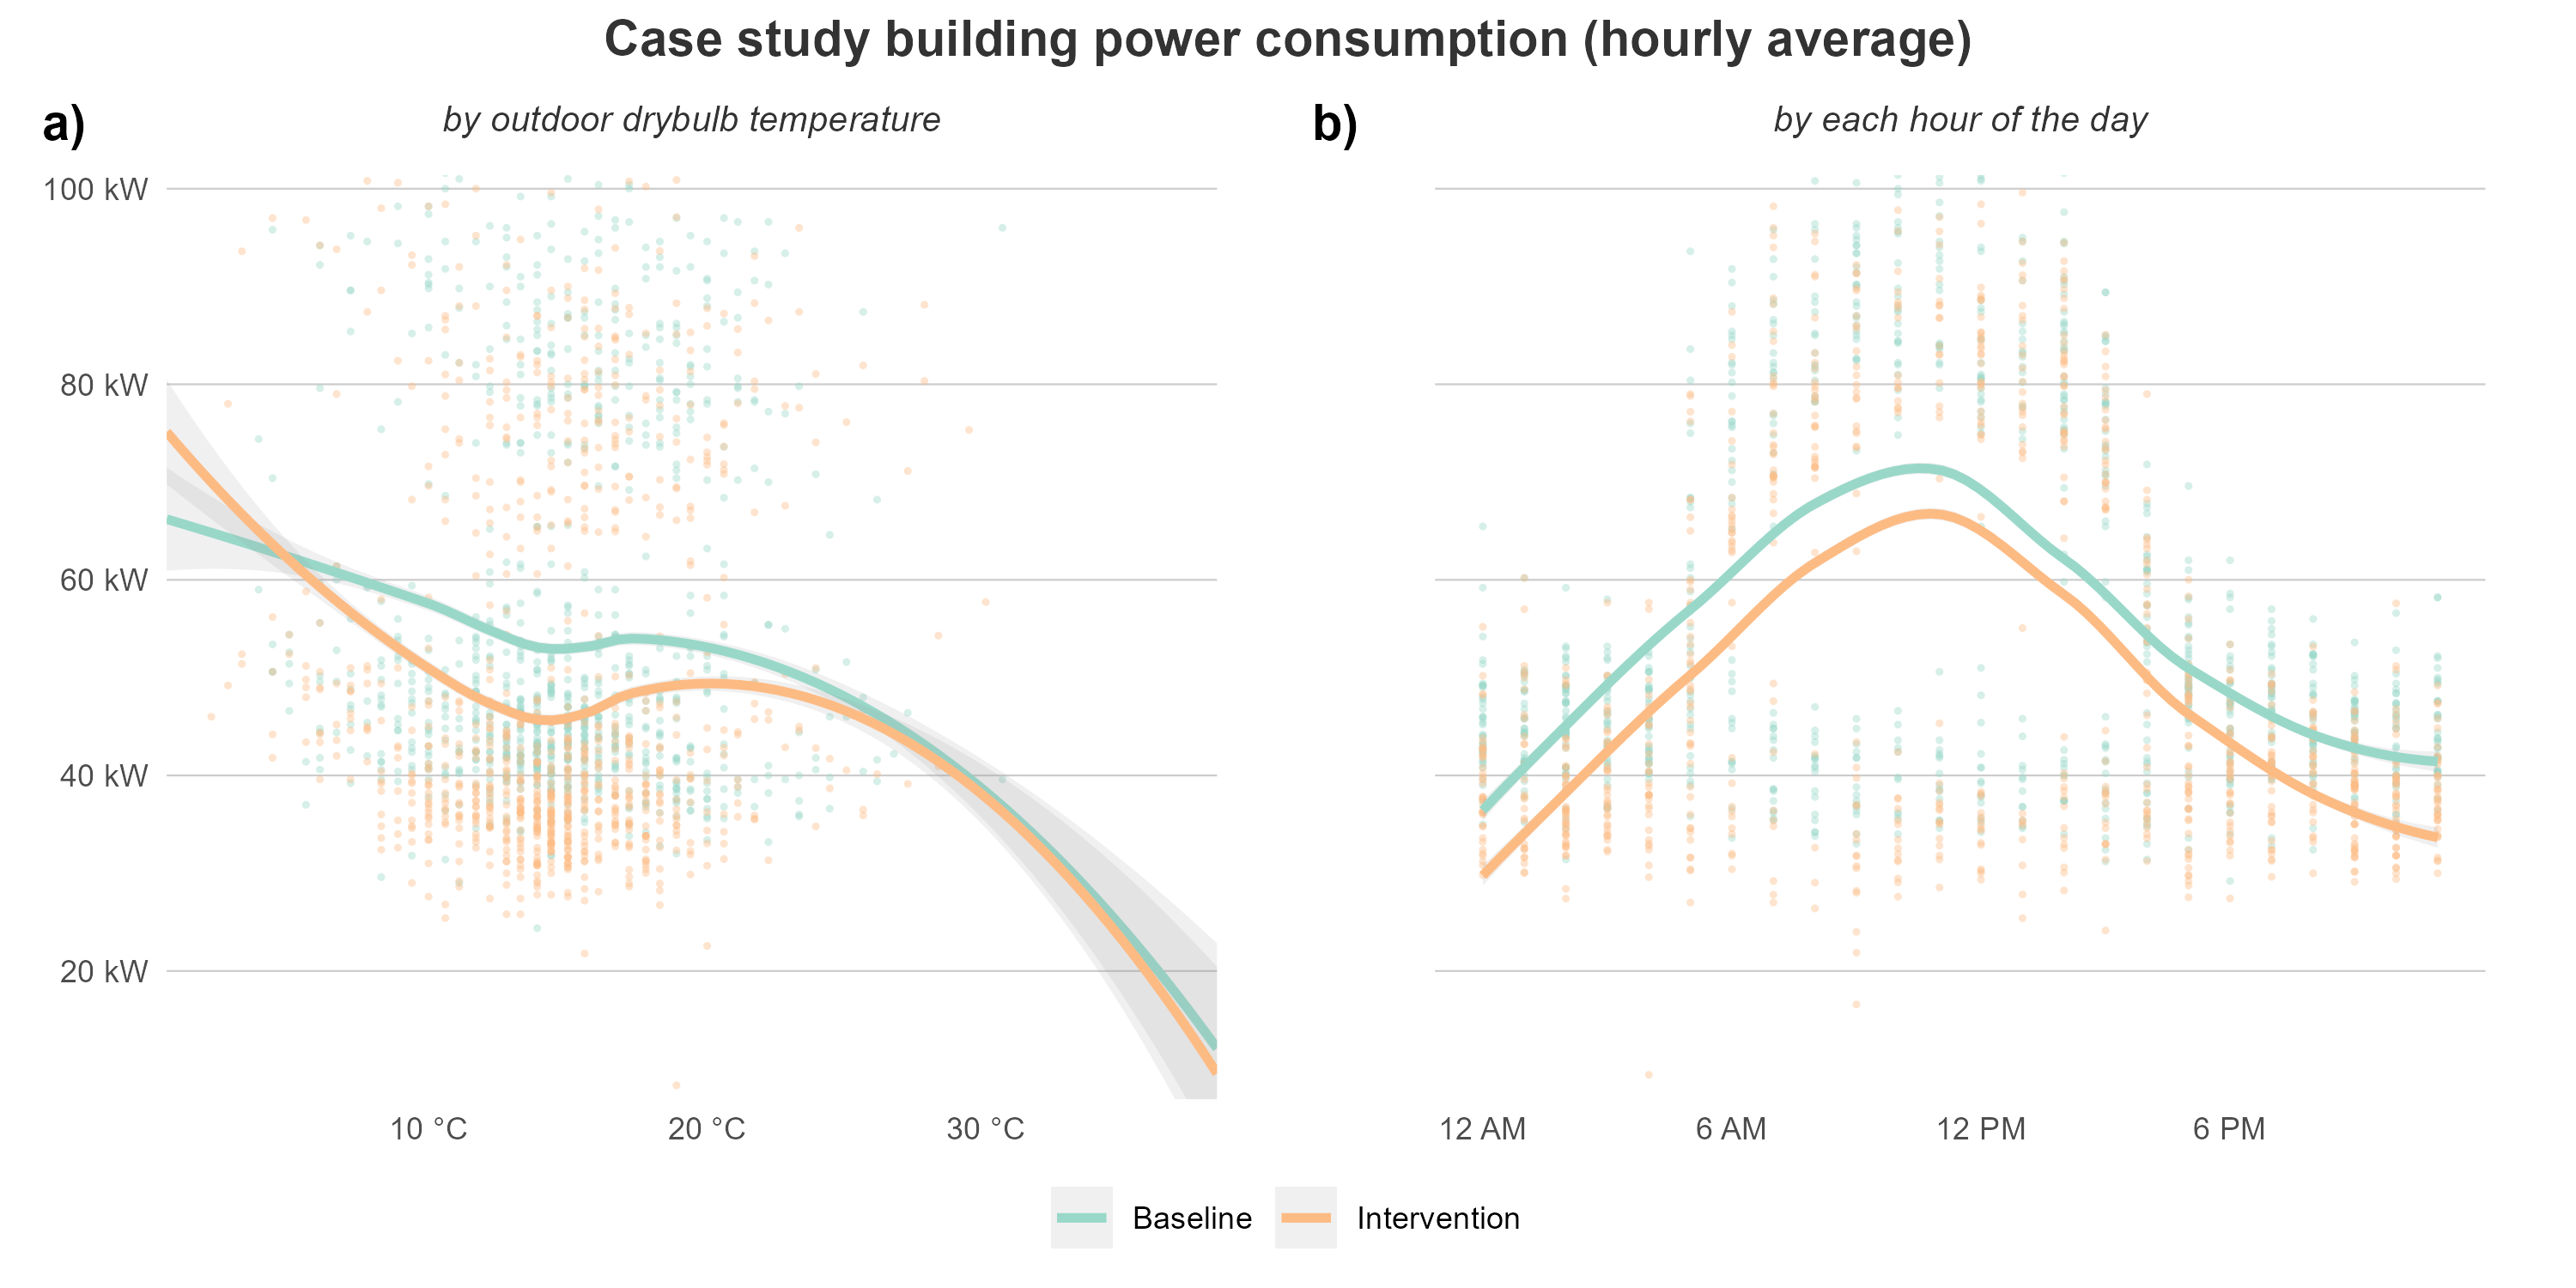 Case study building power consumption (hourly average)
a)
by outdoor drybulb temperature
b)
by each hour of the day
100 kW
80 kW
60 kW
40 kW
20 kW
10 °C
20 °C
30 °C
12 AM
6 AM
12 PM
6 PM
Baseline
Intervention